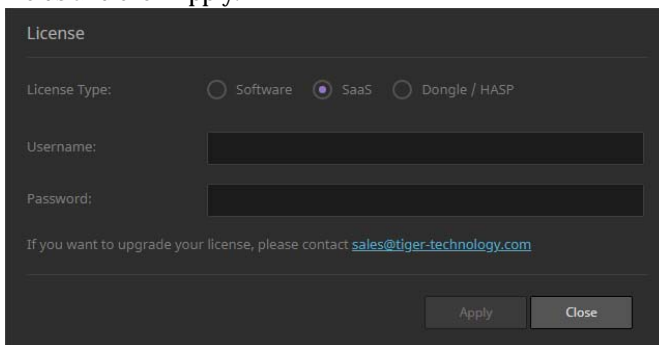 License
License Type: Software SaaS Dongle / HASP
Username:
Password:
If you want to upgrade your license, please contact sales@tiger-technology.com
Apply Close